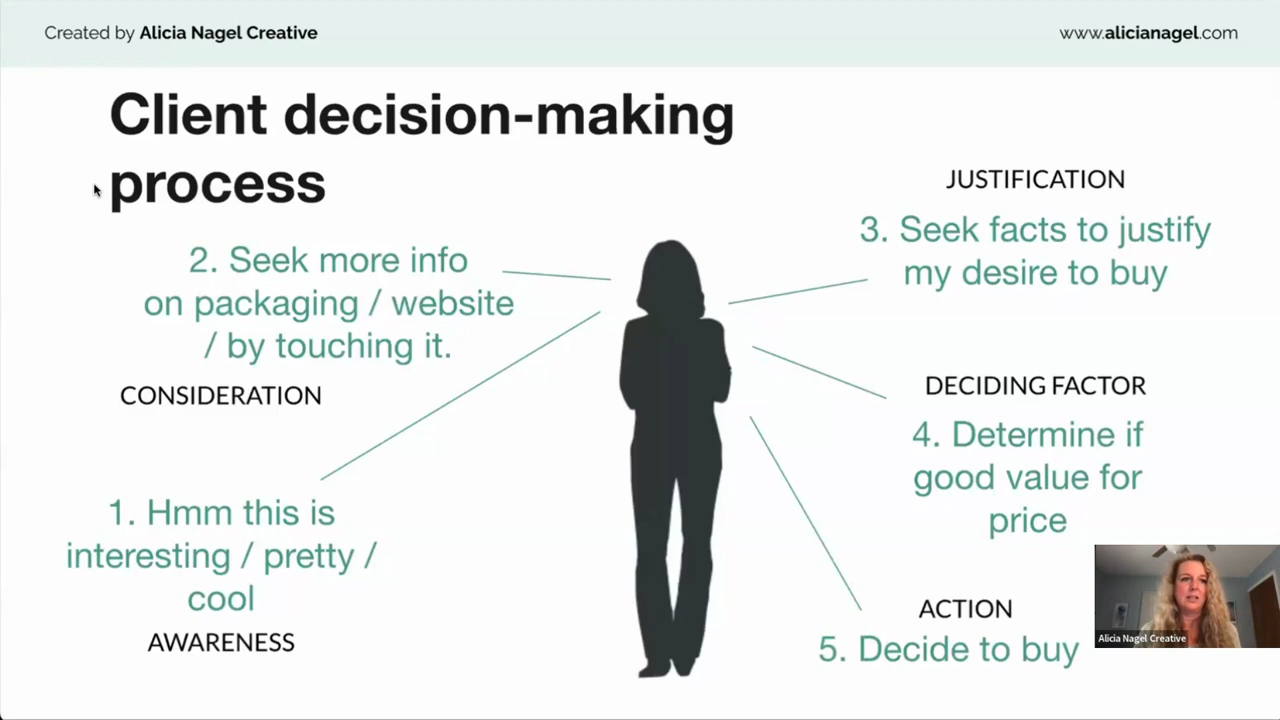 Created by Alicia Nagel Creative
www.alicianagel.com
Client decision-making
process
2. Seek more info
on packaging / website
/ by touching it.
CONSIDERATION
1. Hmm this is
interesting / pretty /
cool
AWARENESS
JUSTIFICATION
3. Seek facts to justify
my desire to buy
DECIDING FACTOR
4. Determine if
good value for
price
ACTION
5. Decide to buy
Alicia Nagel Creative